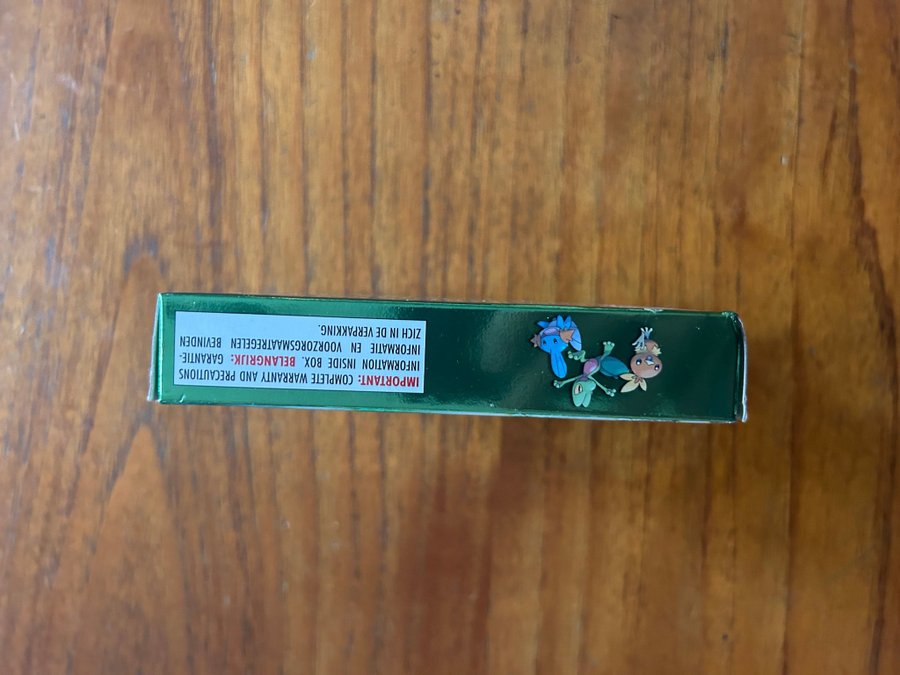 IMPORTANT: COMPLETE WARRANTY AND PRECAUTIONS
INFORMATION INSIDE BOX. BELANGRIJK: GARANTIE-
INFORMATIE EN VOORZORGSMAATREGELEN BEVINDEN
ZICH IN DE VERPAKKING.